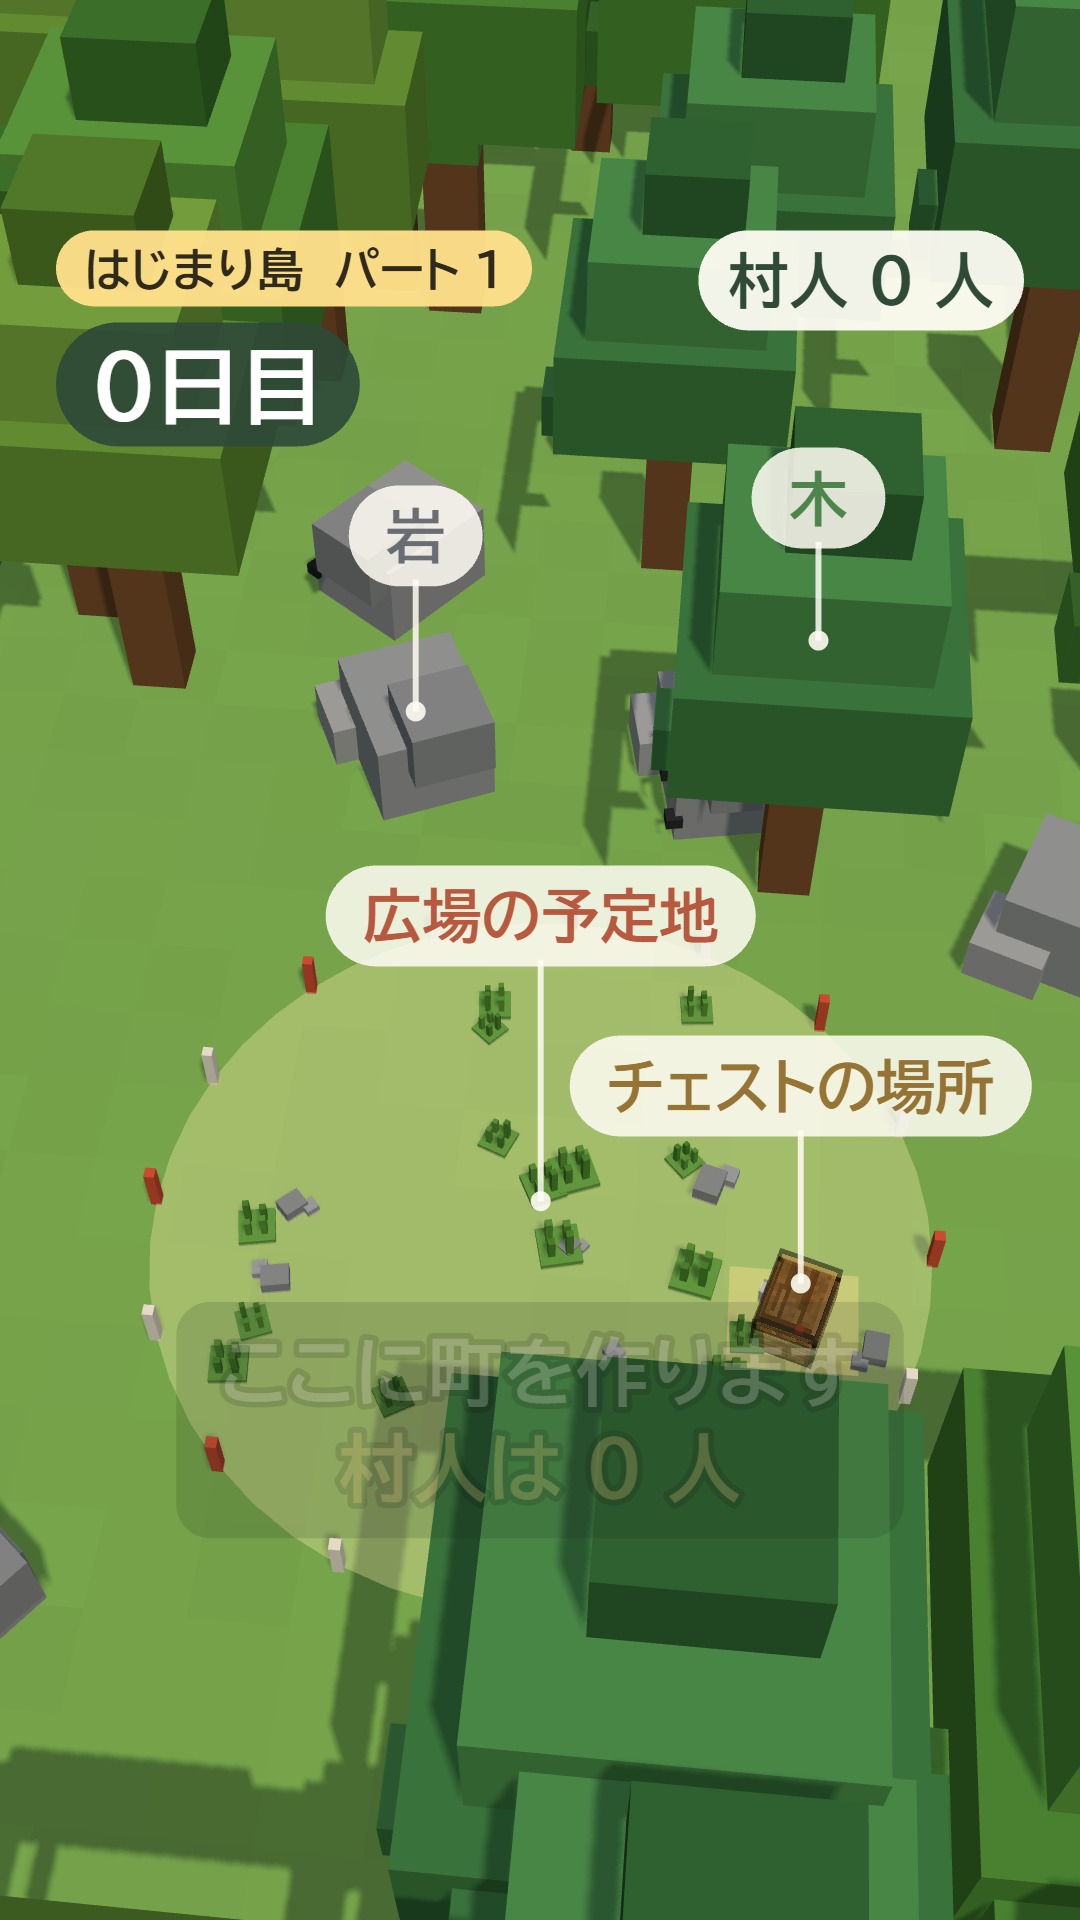 はじまり島 パート 1
村人 0 人
0日目
木
岩
広場の予定地
チェストの場所
ここに町を作ります
村人は 0 人